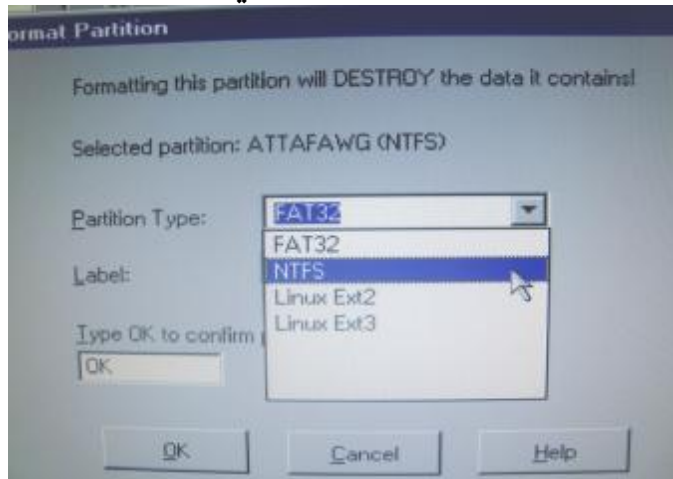 ormat Partition
Formatting this partition will DESTROY the data it contains!
Selected partition: ATTAFAWG (NTFS)
Partition Type:
FAT32
FAT32
NTFS
Label:
Linux Ext2
Linux Ext3
Type OK to confirm
OK
OK Cancel Help